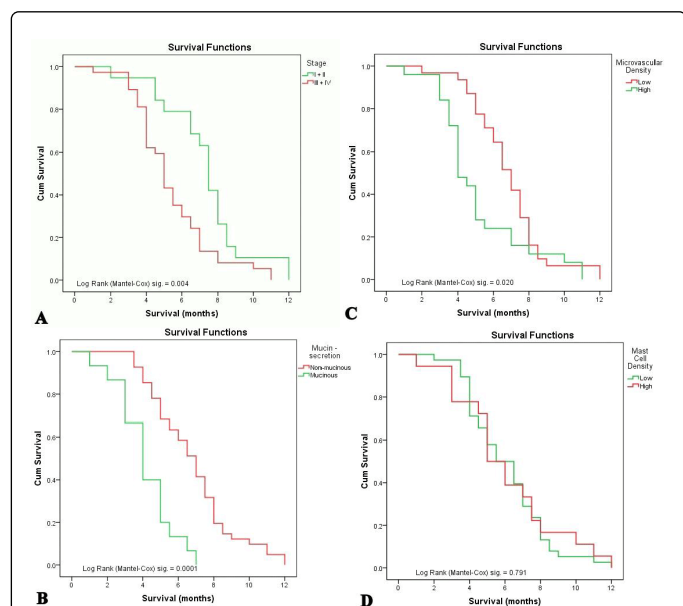 Survival Functions
Stage
I + II
III + IV
Cum Survival
1.0
0.8
0.6
0.4
0.2
0.0
Log Rank (Mantel-Cox) sig. = 0.004
0 2 4 6 8 10 12
Survival (months)
A
Survival Functions
Microvascular
Density
Low
High
Cum Survival
1.0
0.8
0.6
0.4
0.2
0.0
Log Rank (Mantel-Cox) sig. = 0.020
0 2 4 6 8 10 12
Survival (months)
C
Survival Functions
Mucin -
secretion
Non-mucinous
Mucinous
Cum Survival
1.0
0.8
0.6
0.4
0.2
0.0
Log Rank (Mantel-Cox) sig. = 0.0001
0 2 4 6 8 10 12
Survival (months)
B
Survival Functions
Mast
Cell
Density
Low
High
Cum Survival
1.0
0.8
0.6
0.4
0.2
0.0
Log Rank (Mantel-Cox) sig. = 0.791
0 2 4 6 8 10 12
Survival (months)
D